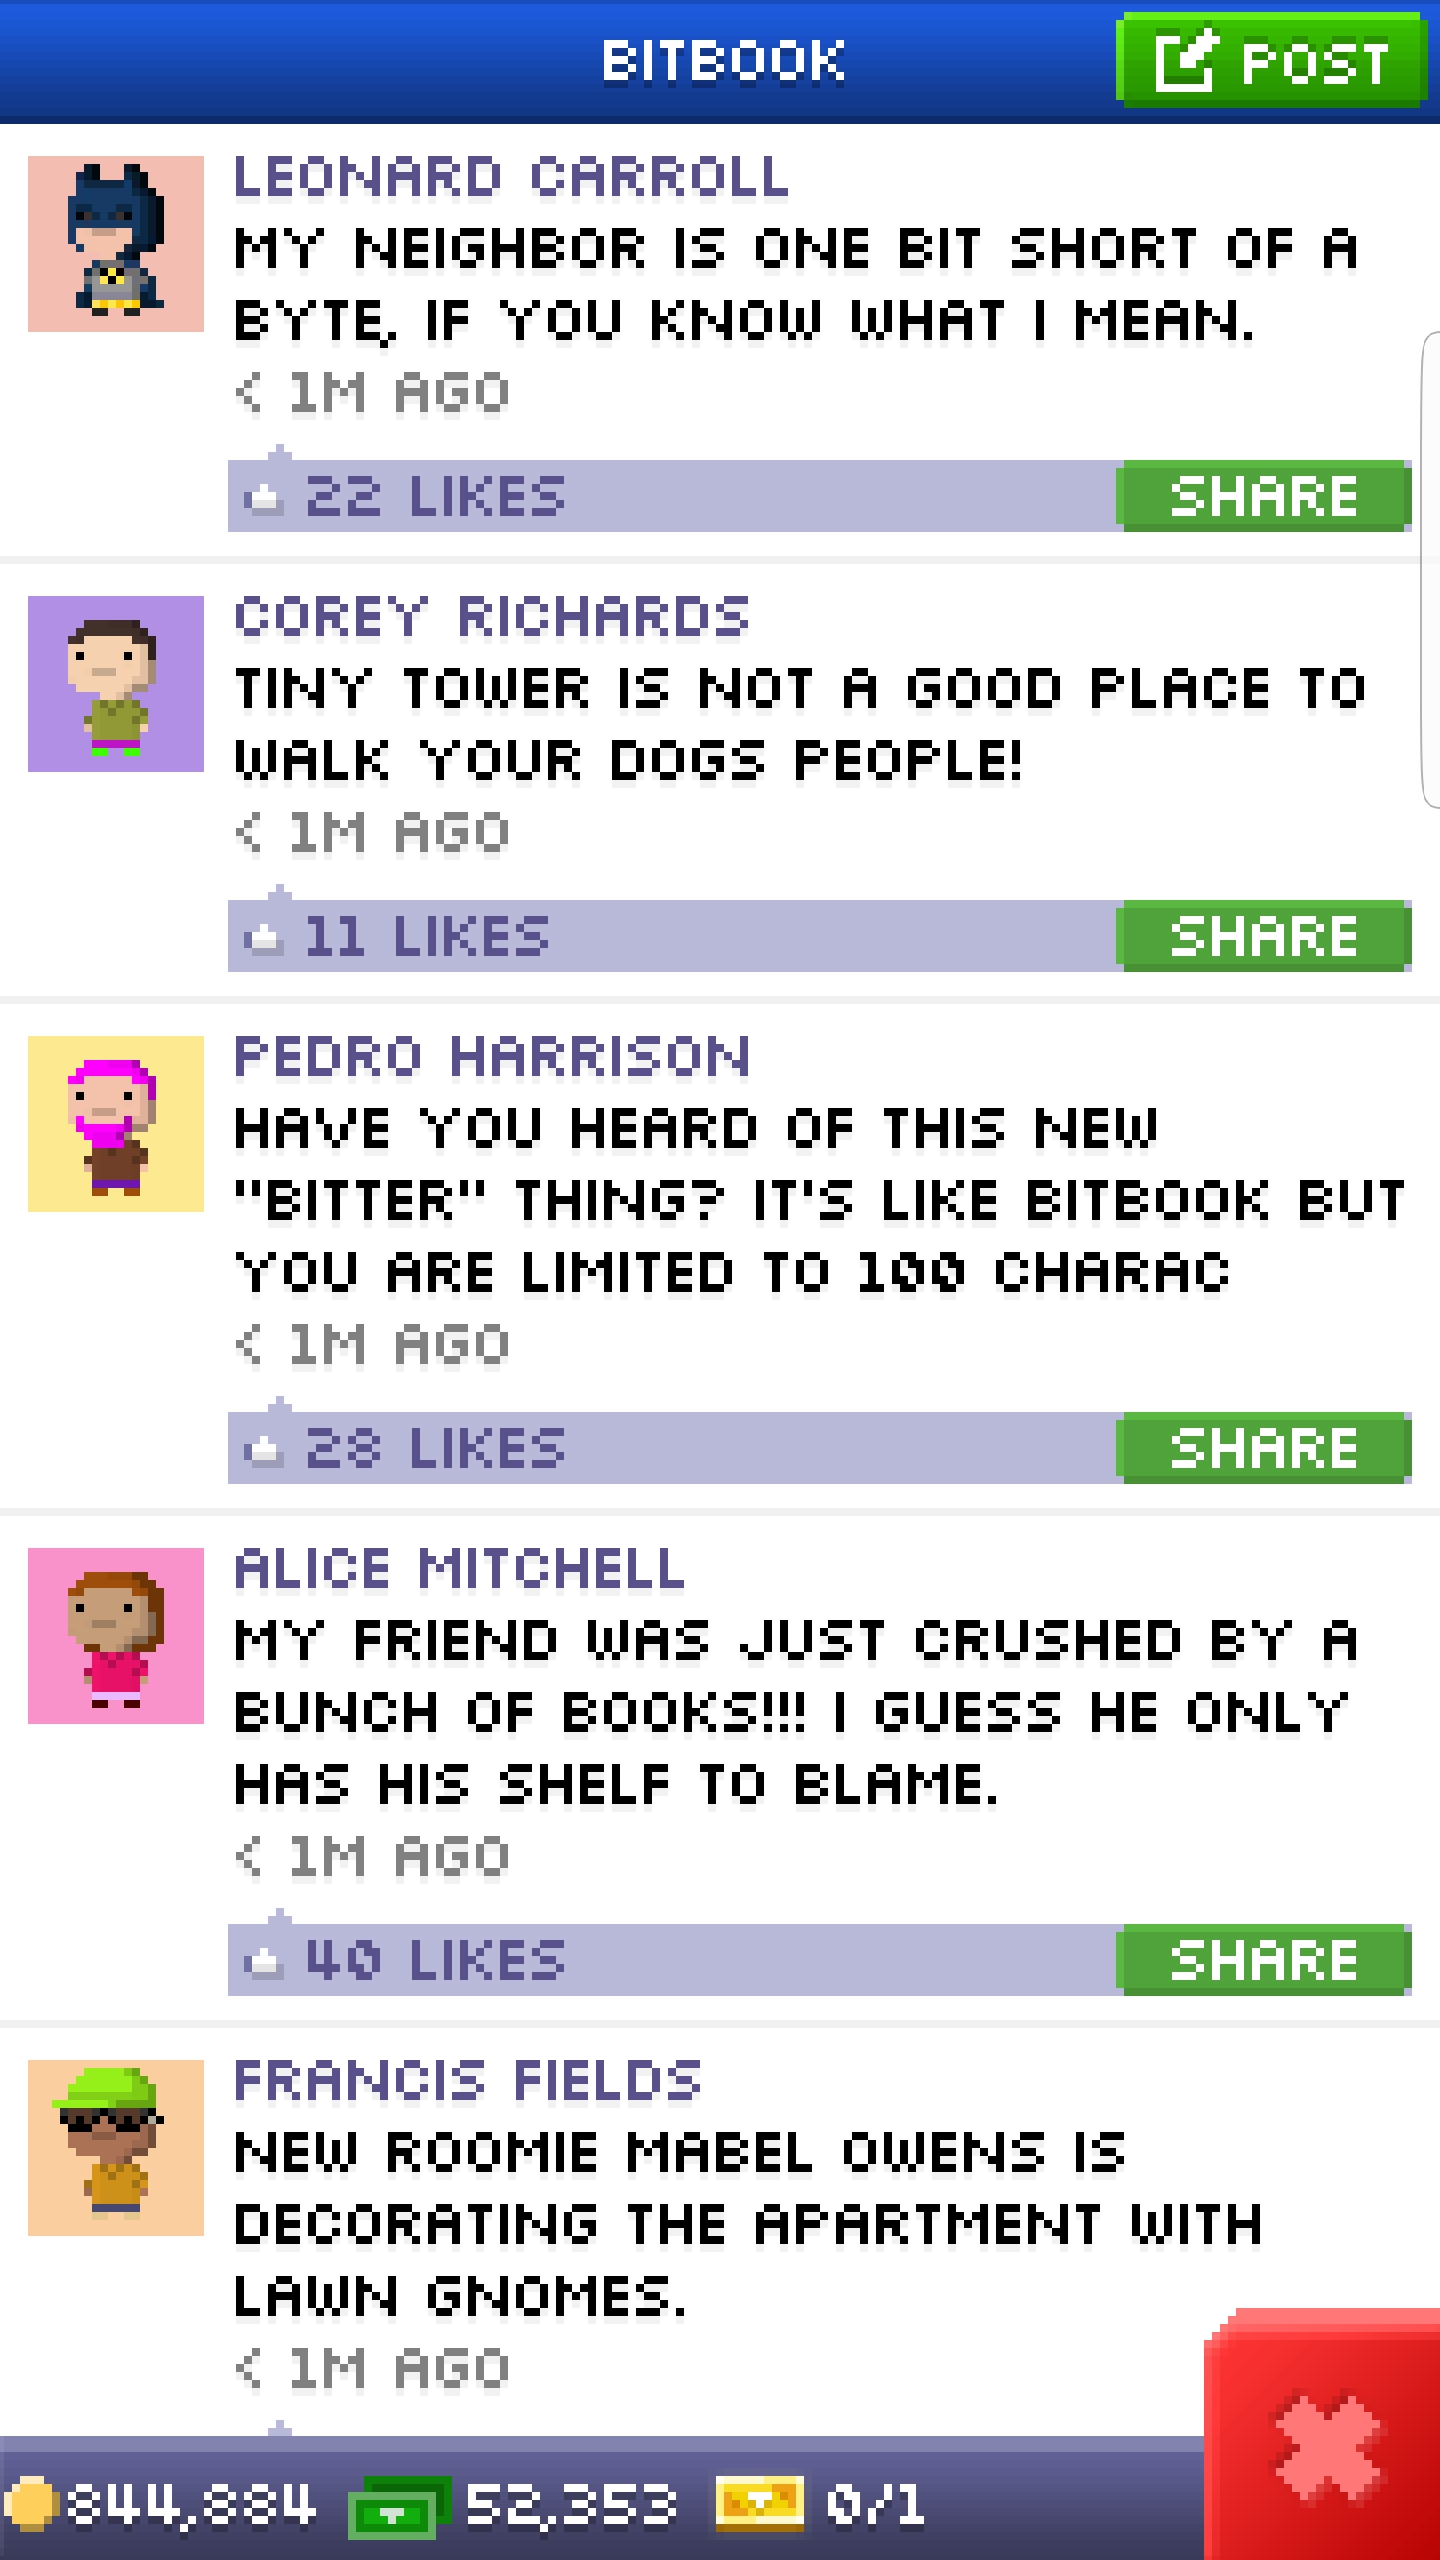 BITBOOK
POST
LEONARD CARROLL
MY NEIGHBOR IS ONE BIT SHORT OF A
BYTE, IF YOU KNOW WHAT I MEAN.
< 1M AGO
22 LIKES
SHARE
COREY RICHARDS
TINY TOWER IS NOT A GOOD PLACE TO
WALK YOUR DOGS PEOPLE!
< 1M AGO
11 LIKES
SHARE
PEDRO HARRISON
HAVE YOU HEARD OF THIS NEW
"BITTER" THING? IT'S LIKE BITBOOK BUT
YOU ARE LIMITED TO 100 CHARAC
< 1M AGO
28 LIKES
SHARE
ALICE MITCHELL
MY FRIEND WAS JUST CRUSHED BY A
BUNCH OF BOOKS!!! I GUESS HE ONLY
HAS HIS SHELF TO BLAME.
< 1M AGO
40 LIKES
SHARE
FRANCIS FIELDS
NEW ROOMIE MABEL OWENS IS
DECORATING THE APARTMENT WITH
LAWN GNOMES.
< 1M AGO
844,884 52,353 0/1